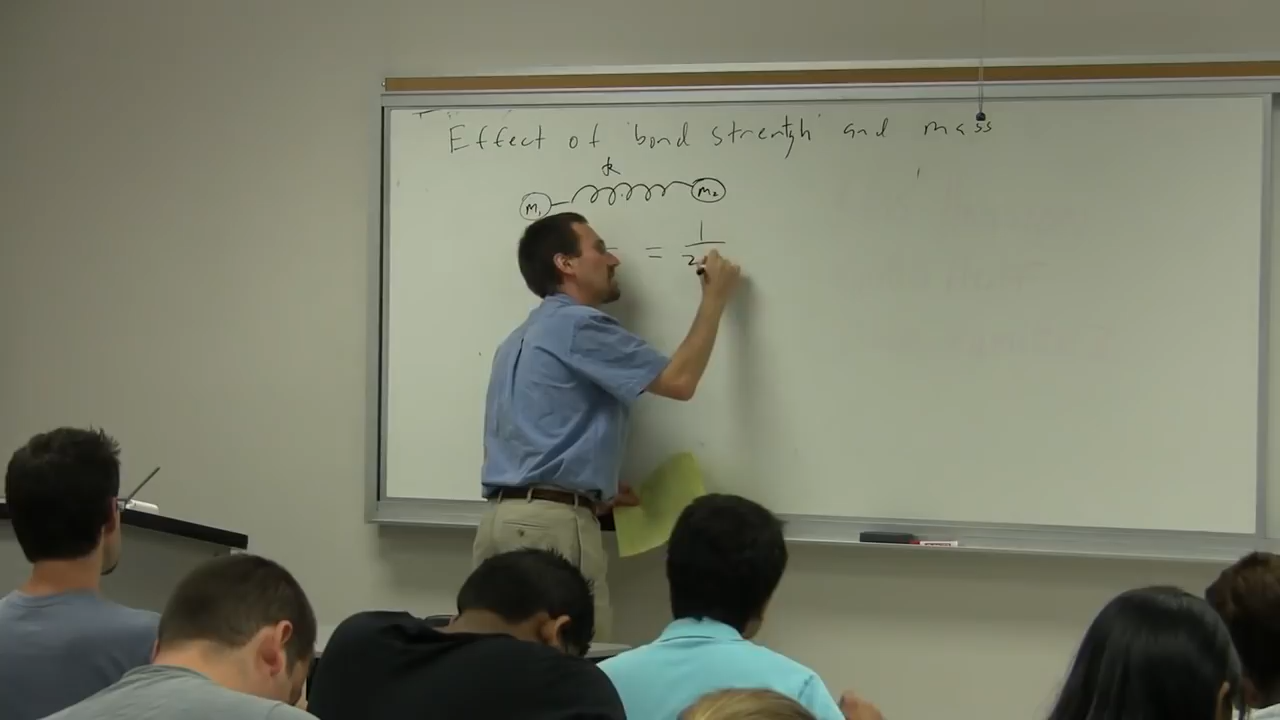 Effect of 'bond strength' and mass
k
m₁ m₂
= 1
2